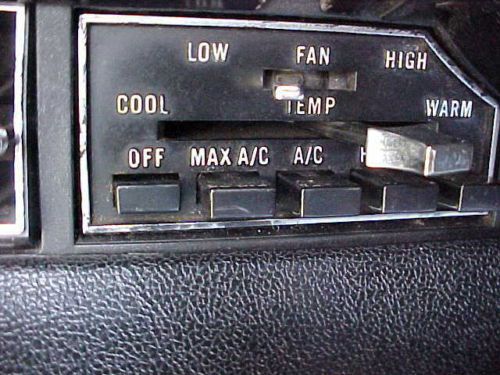 LOW FAN HIGH
COOL TEMP WARM
OFF MAX A/C A/C